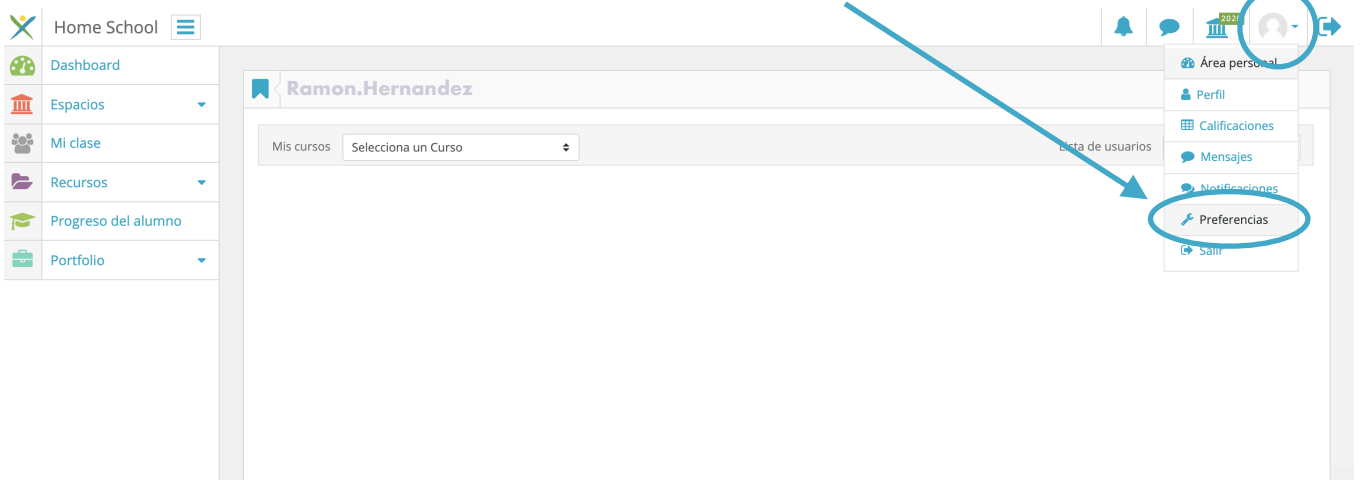 Home School
2020
Dashboard
Espacios
Mi clase
Recursos
Progreso del alumno
Portfolio
Ramon.Hernandez
Mis cursos
Selecciona un Curso
Lista de usuarios
Área personal
Perfil
Calificaciones
Mensajes
Notificaciones
Preferencias
Salir